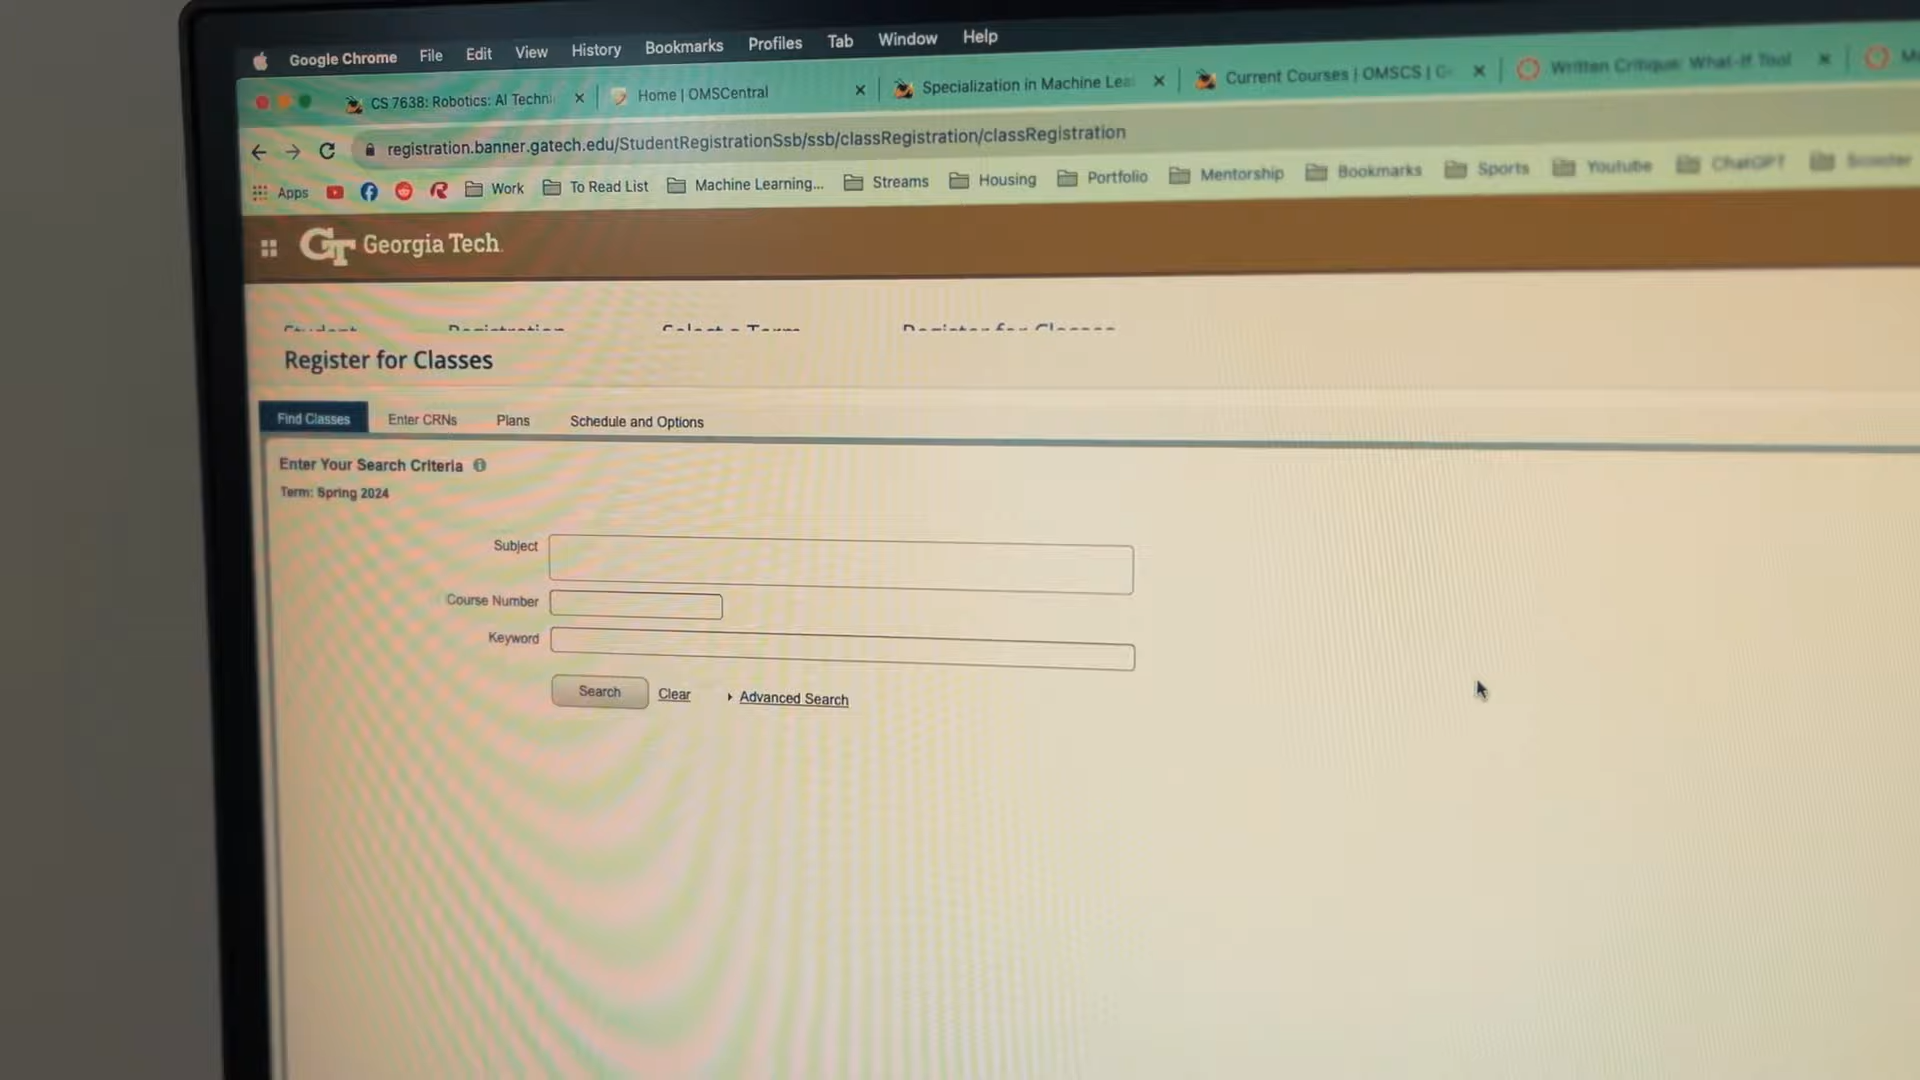 Google Chrome File Edit View History Bookmarks Profiles Tab Window Help
CS 7638: Robotics: AI Techni Home | OMSCentral Specialization in Machine Lea Current Courses | OMSCS | G Written Critique: What-If Tool
registration.banner.gatech.edu/StudentRegistrationSsb/ssb/classRegistration/classRegistration
Apps Work To Read List Machine Learning... Streams Housing Portfolio Mentorship Bookmarks Sports Youtube ChatGPT
GT Georgia Tech
Student Registration Select a Term Register for Classes
Register for Classes
Find Classes Enter CRNs Plans Schedule and Options
Enter Your Search Criteria
Term: Spring 2024
Subject
Course Number
Keyword
Search Clear Advanced Search